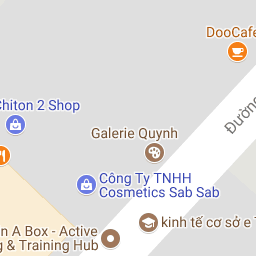 DooCafe
Chiton 2 Shop
Đường
Galerie Quynh
Công Ty TNHH
Cosmetics Sab Sab
kinh tế cơ sở e
n A Box - Active
g & Training Hub